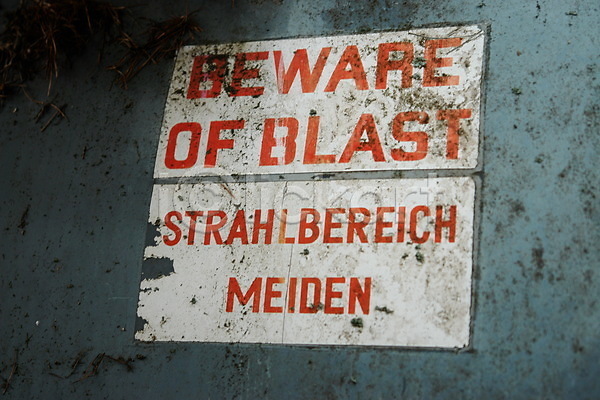 BEWARE
OF BLAST
STRAHLBEREICH
MEIDEN